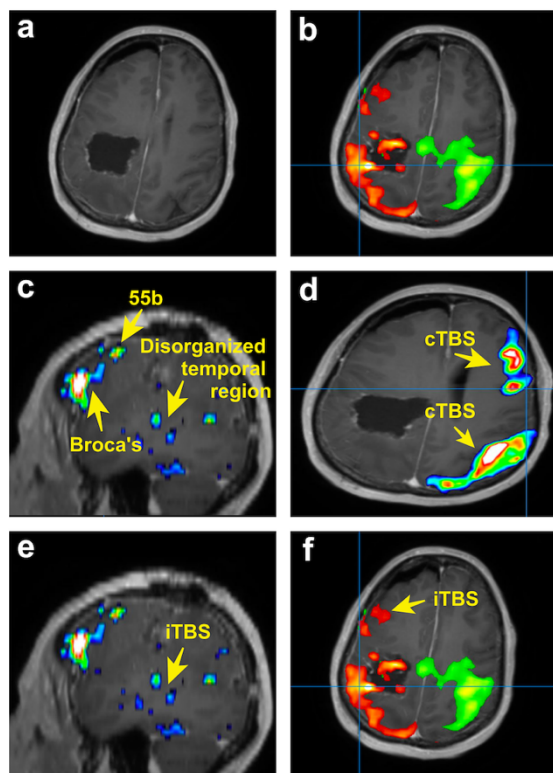 a
b
c
55b
Disorganized
temporal
region
Broca's
d
cTBS
cTBS
e
iTBS
f
iTBS